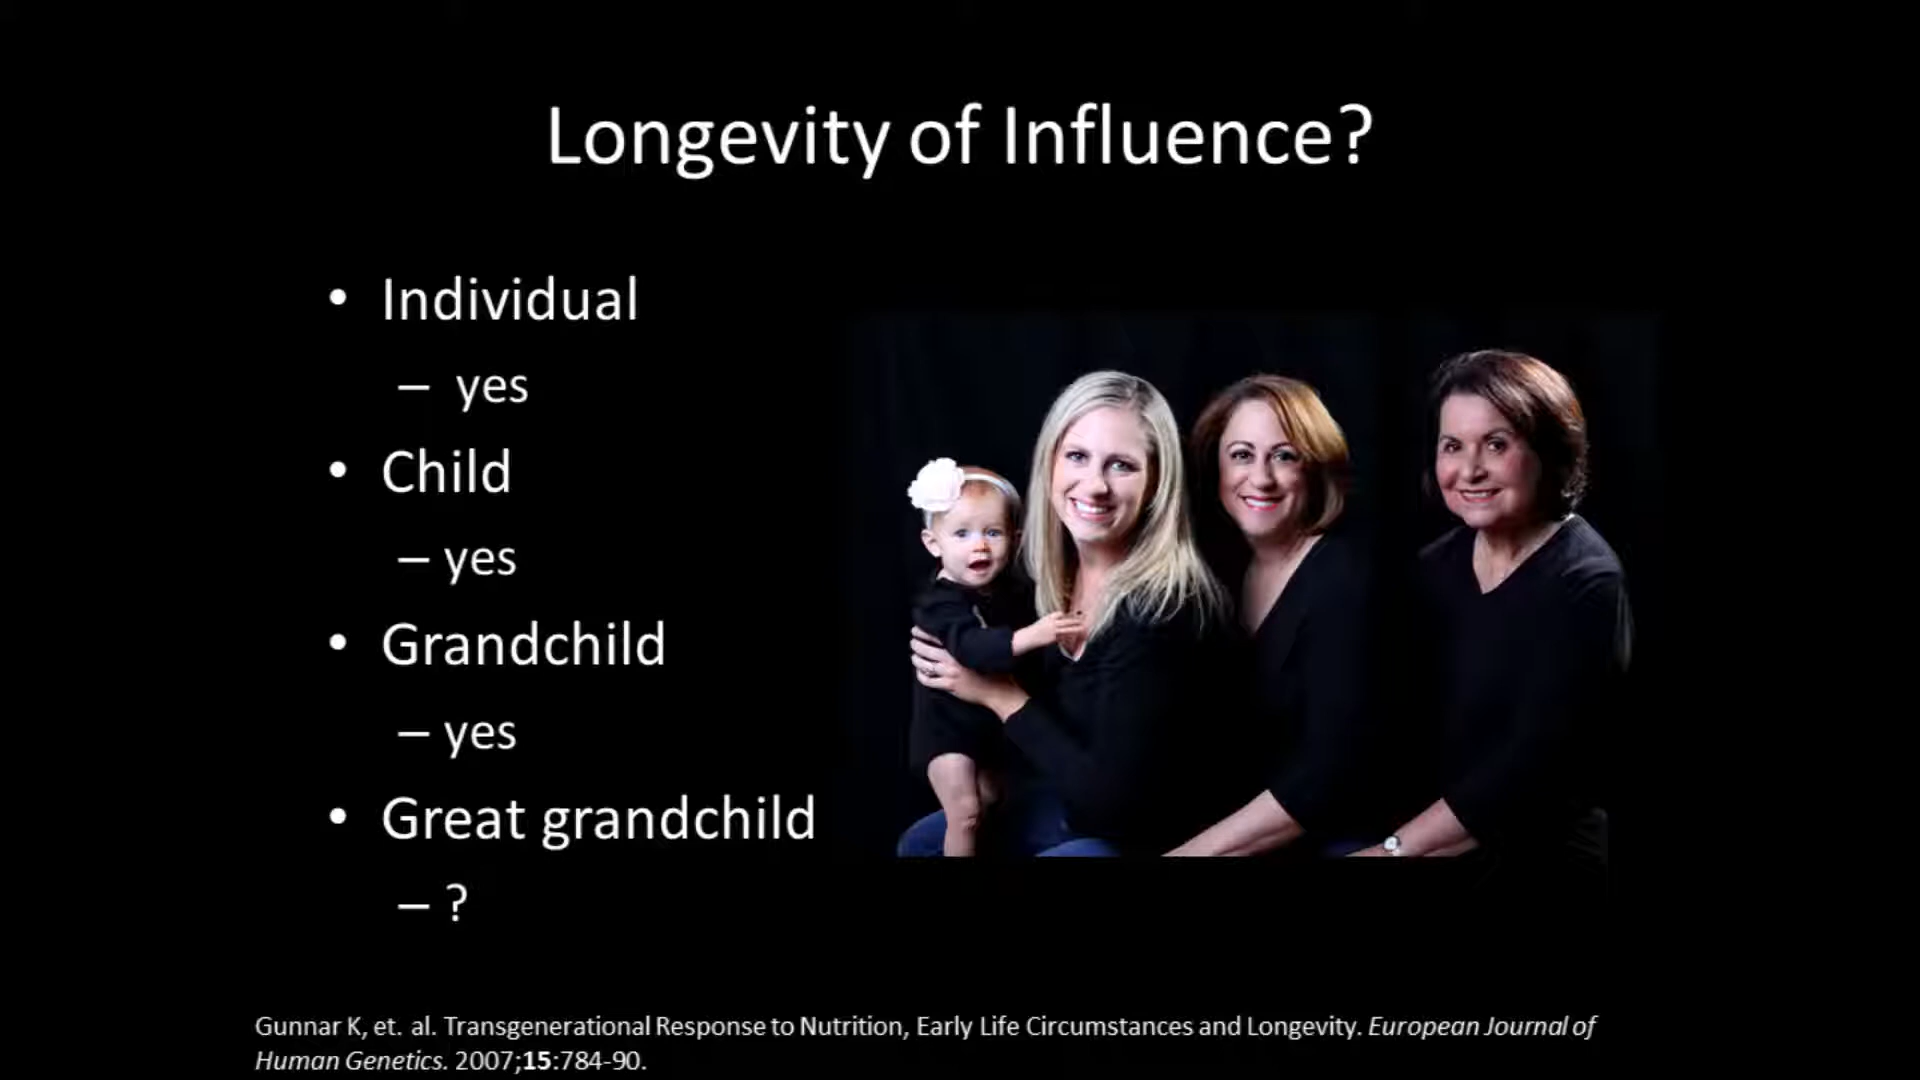 Longevity of Influence?
• Individual
– yes
• Child
– yes
• Grandchild
– yes
• Great grandchild
– ?
Gunnar K, et. al. Transgenerational Response to Nutrition, Early Life Circumstances and Longevity. European Journal of
Human Genetics. 2007;15:784-90.